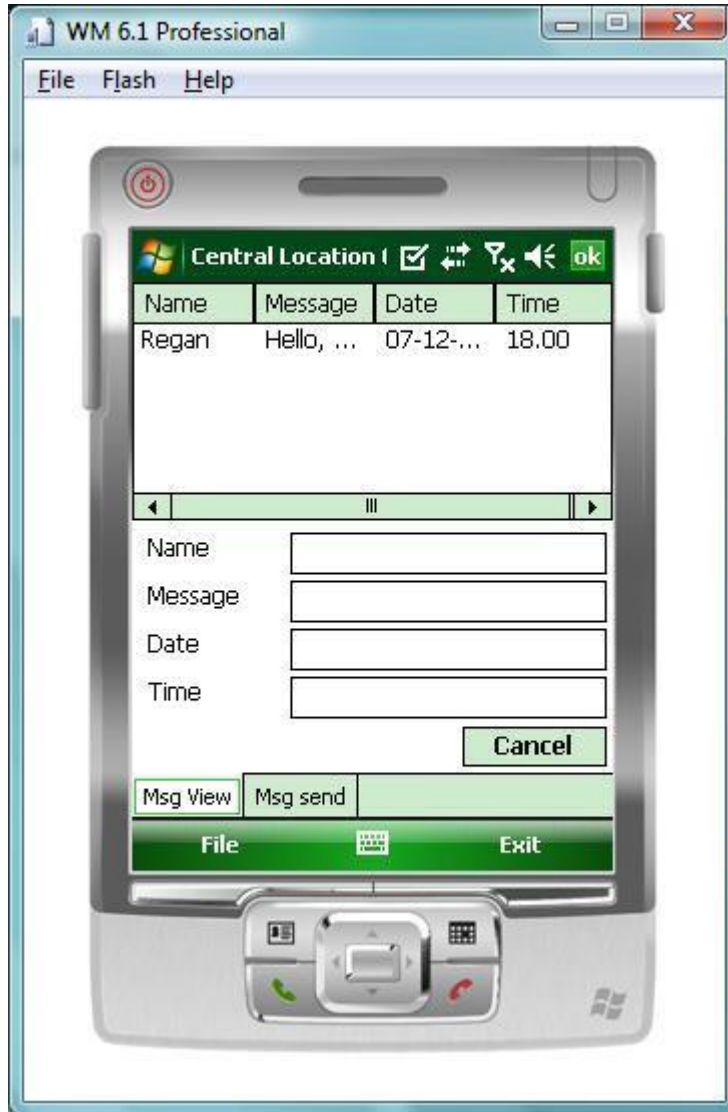 WM 6.1 Professional
File Flash Help
Central Location
ok
Name Message Date Time
Regan Hello, ... 07-12-... 18.00
Name
Message
Date
Time
Cancel
Msg View Msg send
File Exit